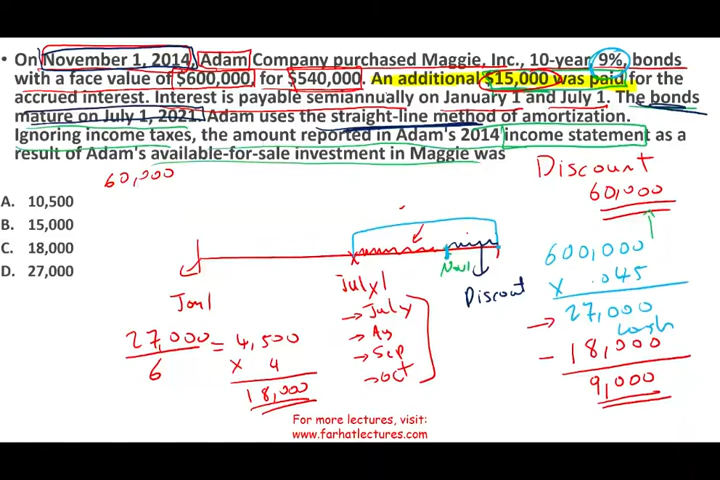 • On November 1, 2014, Adam Company purchased Maggie, Inc., 10-year, 9%, bonds
with a face value of $600,000, for $540,000. An additional $15,000 was paid for the
accrued interest. Interest is payable semiannually on January 1 and July 1. The bonds
mature on July 1, 2021. Adam uses the straight-line method of amortization.
Ignoring income taxes, the amount reported in Adam's 2014 income statement as a
result of Adam's available-for-sale investment in Maggie was
60,000
Discount
60,000
A. 10,500
B. 15,000
C. 18,000
D. 27,000
Jan 1
July 1
Nov 1
Discount
July
Ag
Sep
oct
27,000
6
= 4,500
x 4
18,000
600,000
x .045
27,000
cash
- 18,000
9,000
For more lectures, visit:
www.farhatlectures.com